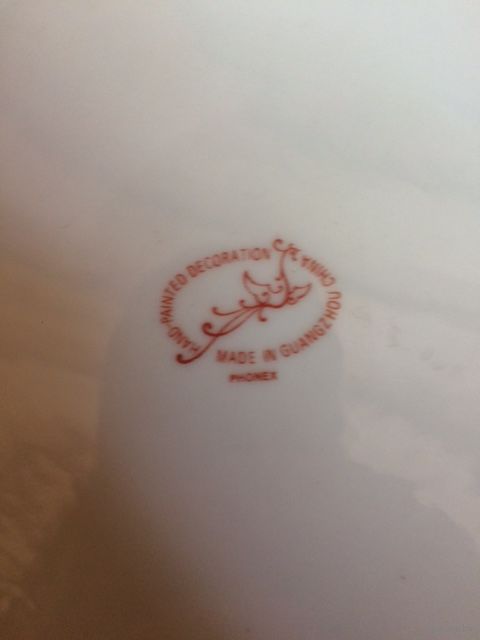 HAND PAINTED DECORATION
MADE IN GUANGZHOU CHINA
PHONEX